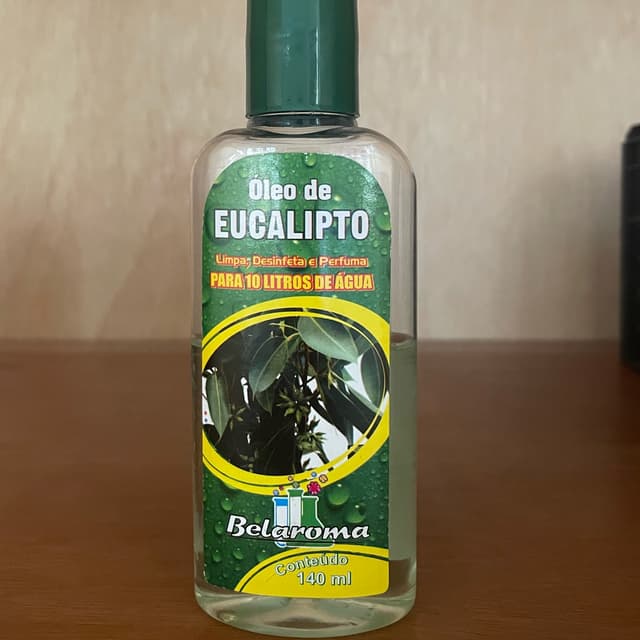 Óleo de
EUCALIPTO
Limpa, Desinfeta e Perfuma
PARA 10 LITROS DE ÁGUA
Belaroma
Conteúdo
140 ml